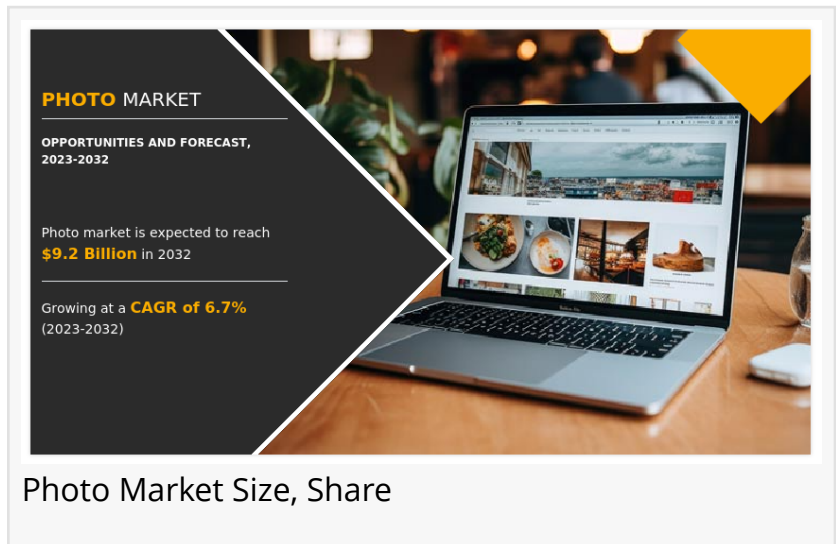 PHOTO MARKET
OPPORTUNITIES AND FORECAST,
2023-2032
Photo market is expected to reach
$9.2 Billion in 2032
Growing at a CAGR of 6.7%
(2023-2032)
Photo Market Size, Share